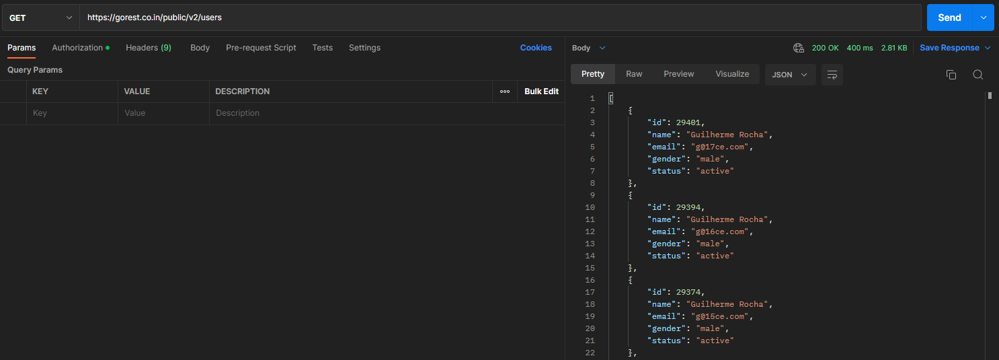 GET https://gorest.co.in/public/v2/users Send
Params Authorization Headers (9) Body Pre-request Script Tests Settings Cookies
Query Params
KEY VALUE DESCRIPTION Bulk Edit
Key Value Description
Body 200 OK 400 ms 2.81 KB Save Response
Pretty Raw Preview Visualize JSON
1 [
2 {
3 "id": 29401,
4 "name": "Guilherme Rocha",
5 "email": "g@17ce.com",
6 "gender": "male",
7 "status": "active"
8 },
9 {
10 "id": 29394,
11 "name": "Guilherme Rocha",
12 "email": "g@16ce.com",
13 "gender": "male",
14 "status": "active"
15 },
16 {
17 "id": 29374,
18 "name": "Guilherme Rocha",
19 "email": "g@15ce.com",
20 "gender": "male",
21 "status": "active"
22 },